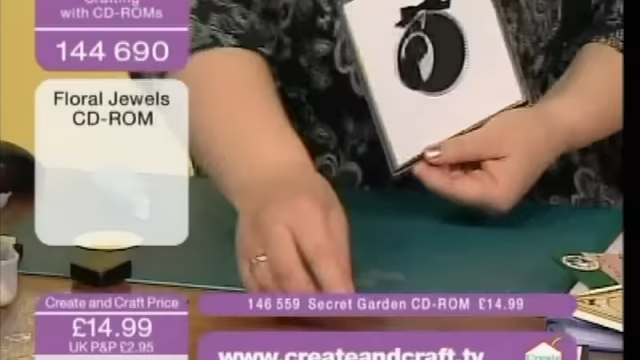 Crafting
with CD-ROMs
144 690
Floral Jewels
CD-ROM
Create and Craft Price
£14.99
UK P&P £2.95
146 559 Secret Garden CD-ROM £14.99
www.createandcraft.tv
Create